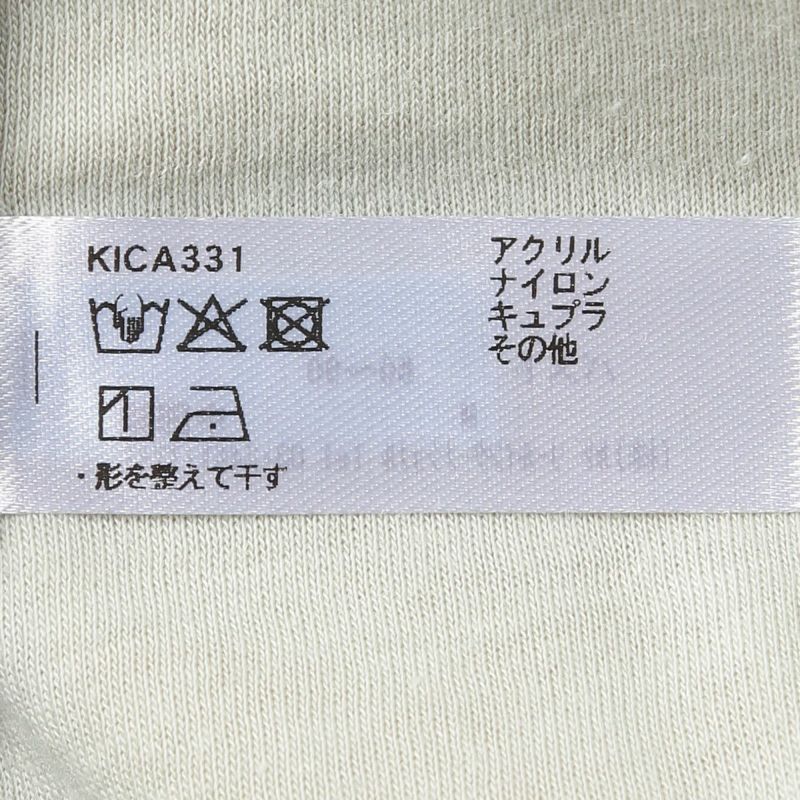 KICA331
・形を整えて干す
アクリル
ナイロン
キュプラ
その他